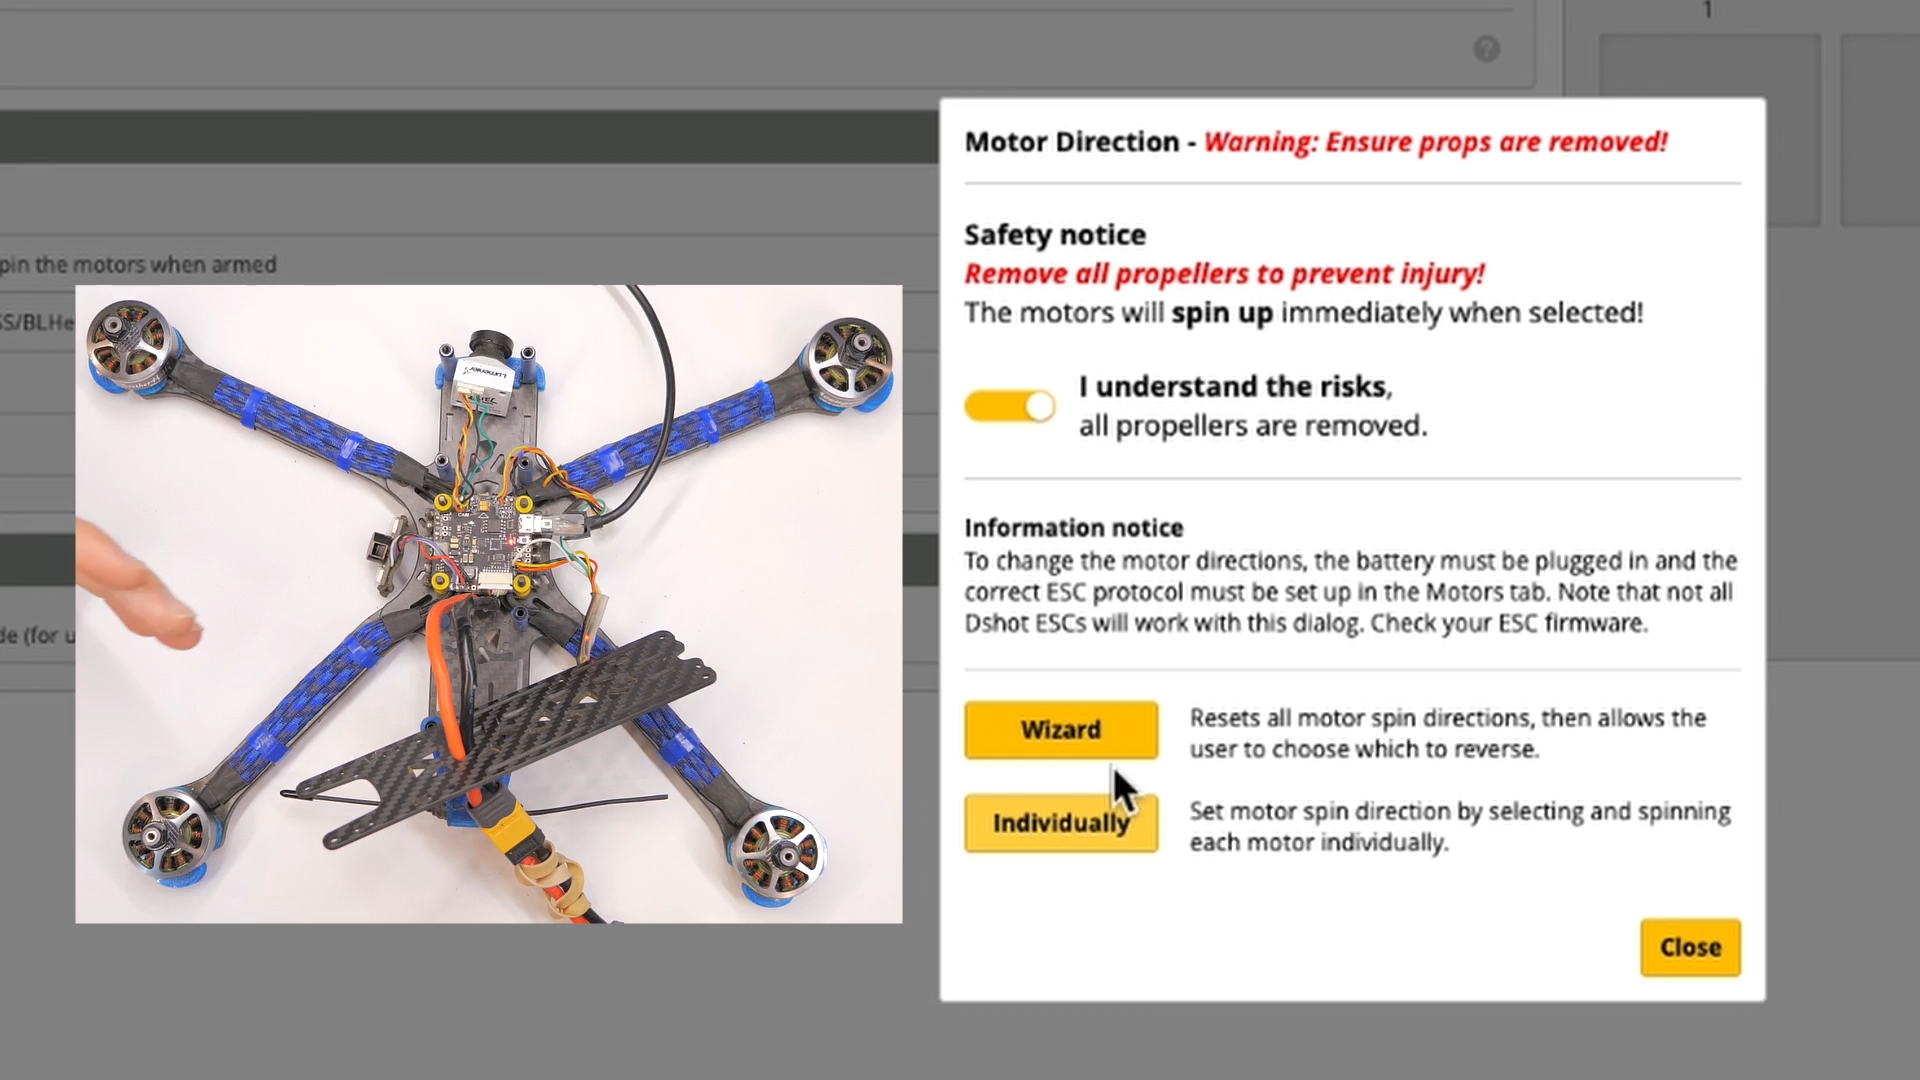 1
Motor Direction - Warning: Ensure props are removed!
Safety notice
Remove all propellers to prevent injury!
The motors will spin up immediately when selected!
I understand the risks,
all propellers are removed.
pin the motors when armed
SS/BLHe
Information notice
To change the motor directions, the battery must be plugged in and the
correct ESC protocol must be set up in the Motors tab. Note that not all
Dshot ESCs will work with this dialog. Check your ESC firmware.
de (for u
Wizard
Resets all motor spin directions, then allows the
user to choose which to reverse.
Individually
Set motor spin direction by selecting and spinning
each motor individually.
Close
Lumenier